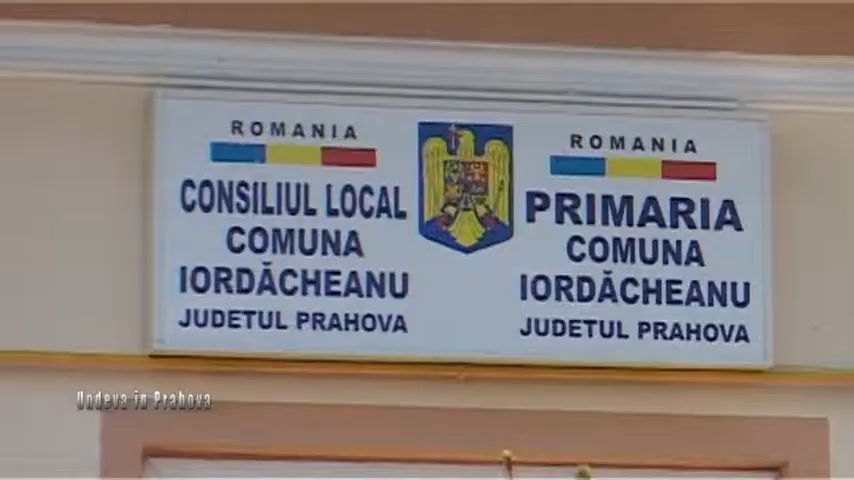 ROMANIA
CONSILIUL LOCAL
COMUNA
IORDĂCHEANU
JUDETUL PRAHOVA
ROMANIA
PRIMARIA
COMUNA
IORDĂCHEANU
JUDETUL PRAHOVA
Undeva in Prahova